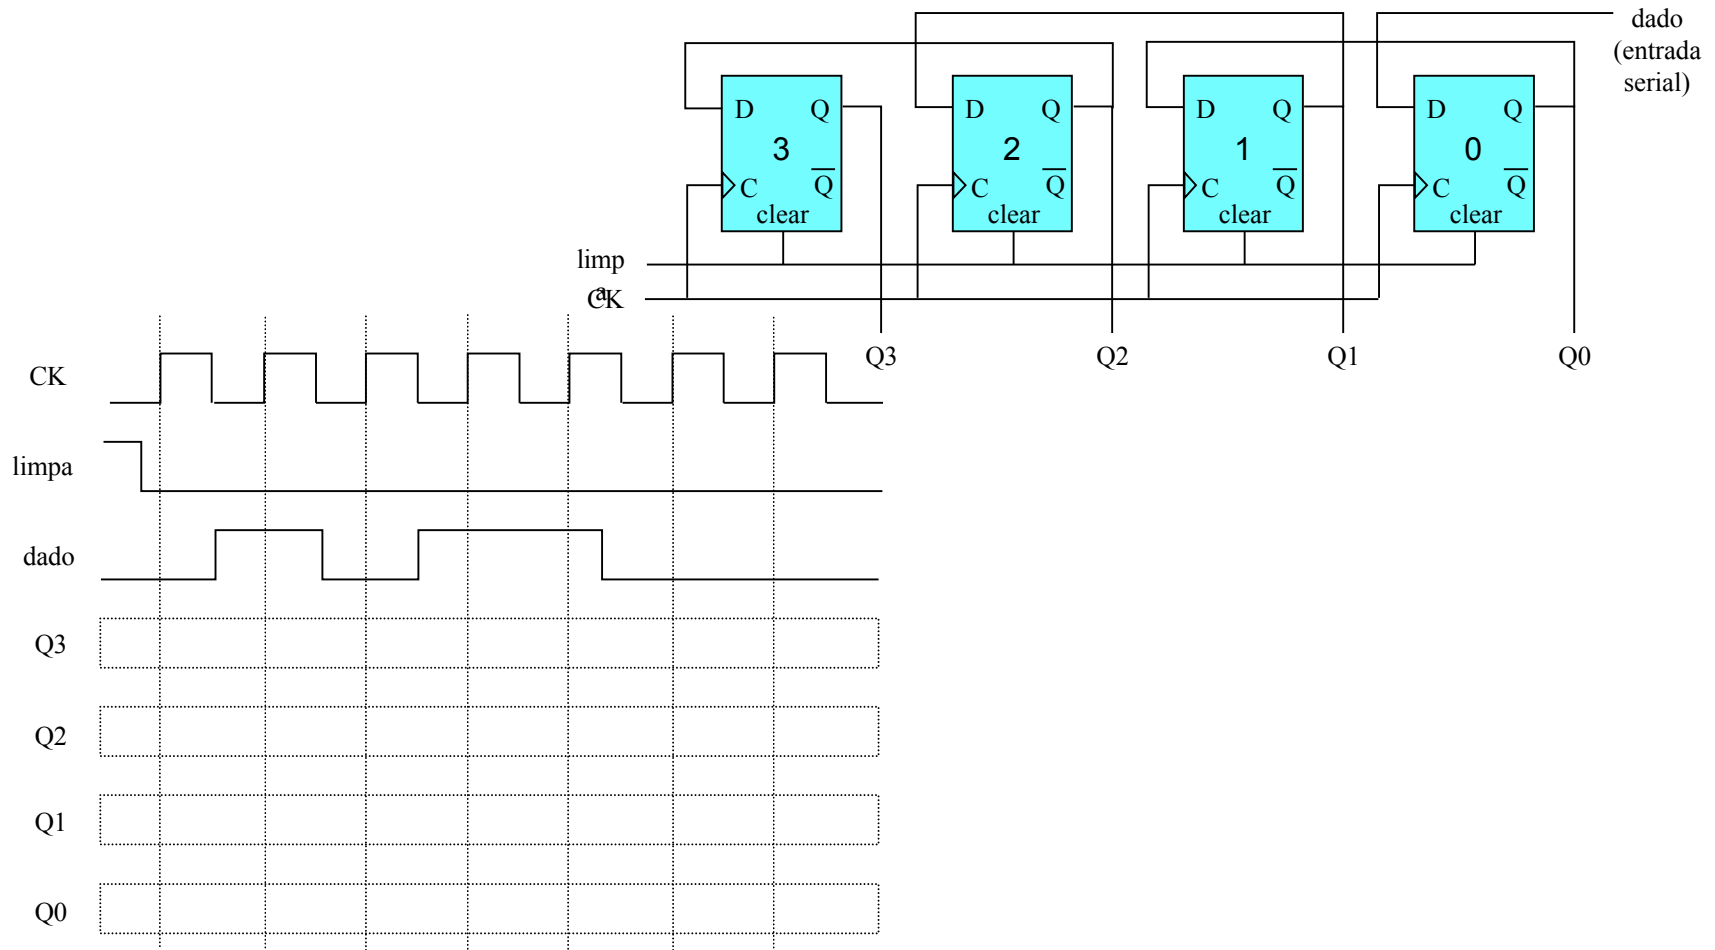 dado
(entrada
serial)
D Q
3
C Q
clear
D Q
2
C Q
clear
D Q
1
C Q
clear
D Q
0
C Q
clear
limp
a
CK
Q3 Q2 Q1 Q0
CK
limpa
dado
Q3
Q2
Q1
Q0